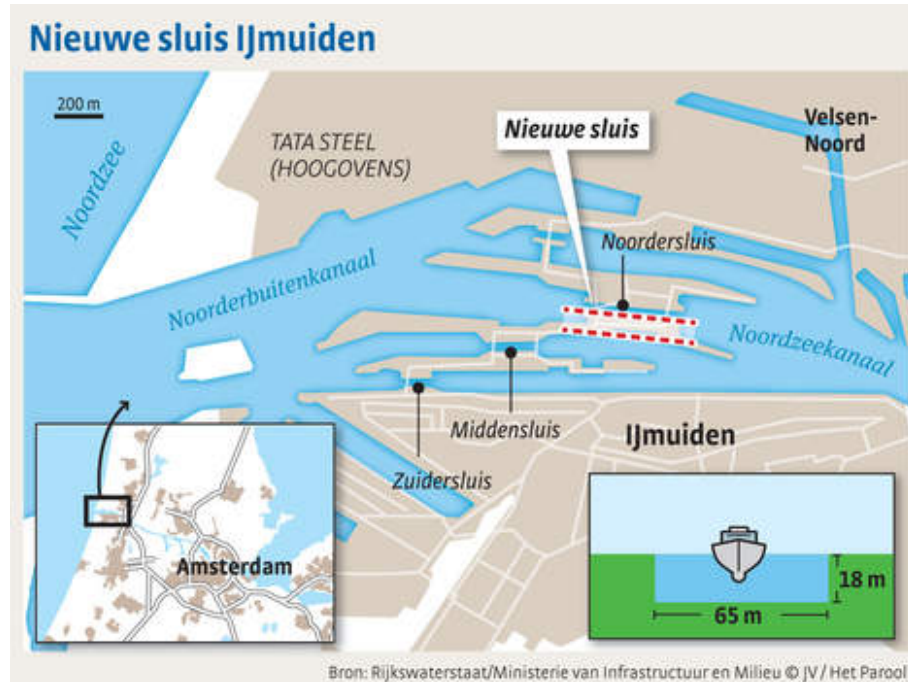 Nieuwe sluis IJmuiden
200 m
Noordzee
TATA STEEL
(HOOGOVENS)
Nieuwe sluis
Velsen-
Noord
Noordersluis
Noorderbuitenkanaal
Noordzeekanaal
Middensluis
IJmuiden
Zuidersluis
Amsterdam
18 m
65 m
Bron: Rijkswaterstaat/Ministerie van Infrastructuur en Milieu © JV / Het Parool